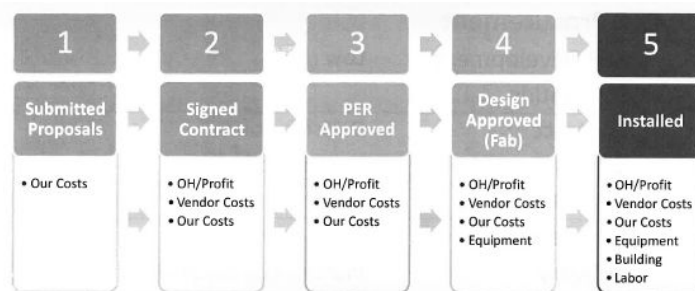 1
2
3
4
5
Submitted
Proposals
Signed
Contract
PER
Approved
Design
Approved
(Fab)
Installed
• Our Costs
• OH/Profit
• Vendor Costs
• Our Costs
• OH/Profit
• Vendor Costs
• Our Costs
• OH/Profit
• Vendor Costs
• Our Costs
• Equipment
• OH/Profit
• Vendor Costs
• Our Costs
• Equipment
• Building
• Labor